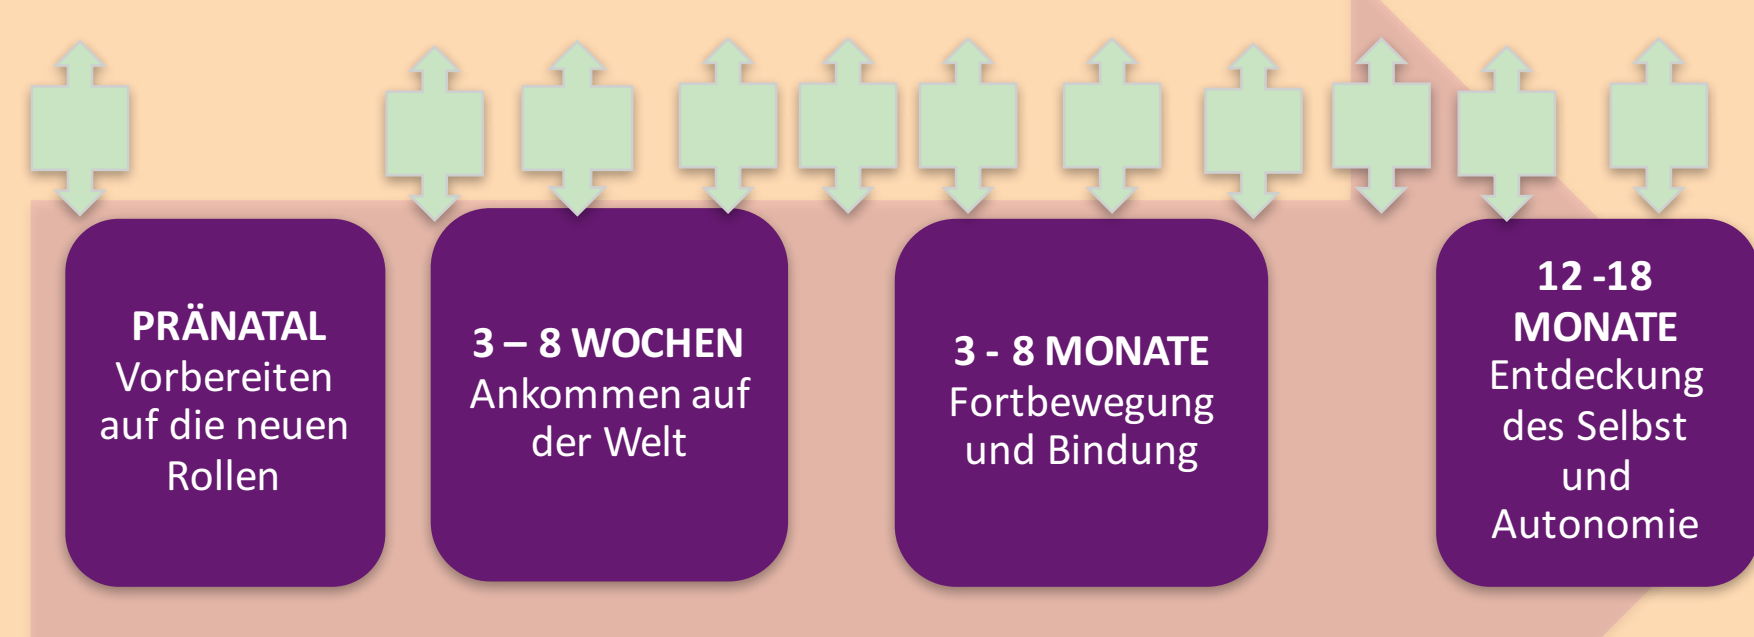 PRÄNATAL
Vorbereiten
auf die neuen
Rollen
3 – 8 WOCHEN
Ankommen auf
der Welt
3 - 8 MONATE
Fortbewegung
und Bindung
12 -18
MONATE
Entdeckung
des Selbst
und
Autonomie